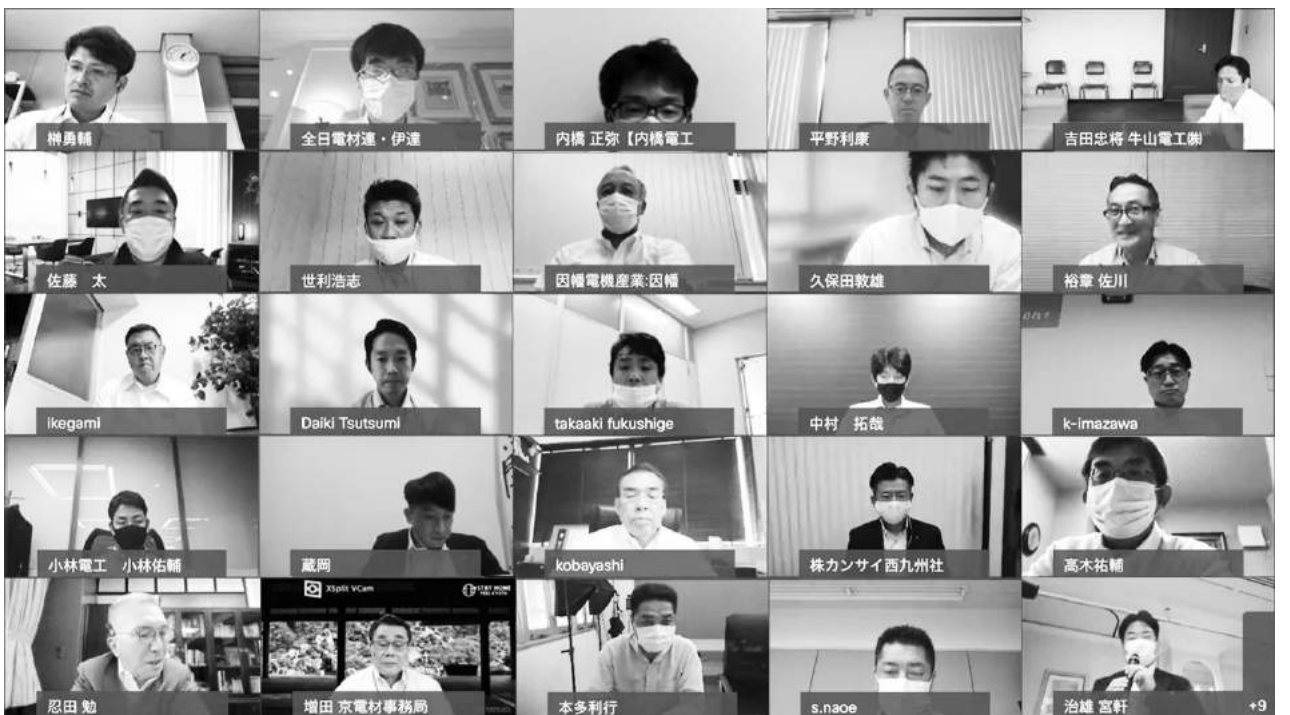 榊勇輔
全日電材連・伊達
内橋 正弥【内橋電工
平野利康
吉田忠将 牛山電工㈱
佐藤　太
世利浩志
因幡電機産業:因幡
久保田敦雄
裕章 佐川
ikegami
Daiki Tsutsumi
takaaki fukushige
中村　拓哉
k-imazawa
小林電工　小林佑輔
蔵岡
kobayashi
株カンサイ西九州社
高木祐輔
忍田 勉
XSplit VCam
STAY HOME
増田 京電材事務局
本多利行
s.naoe
治雄 宮軒
+9